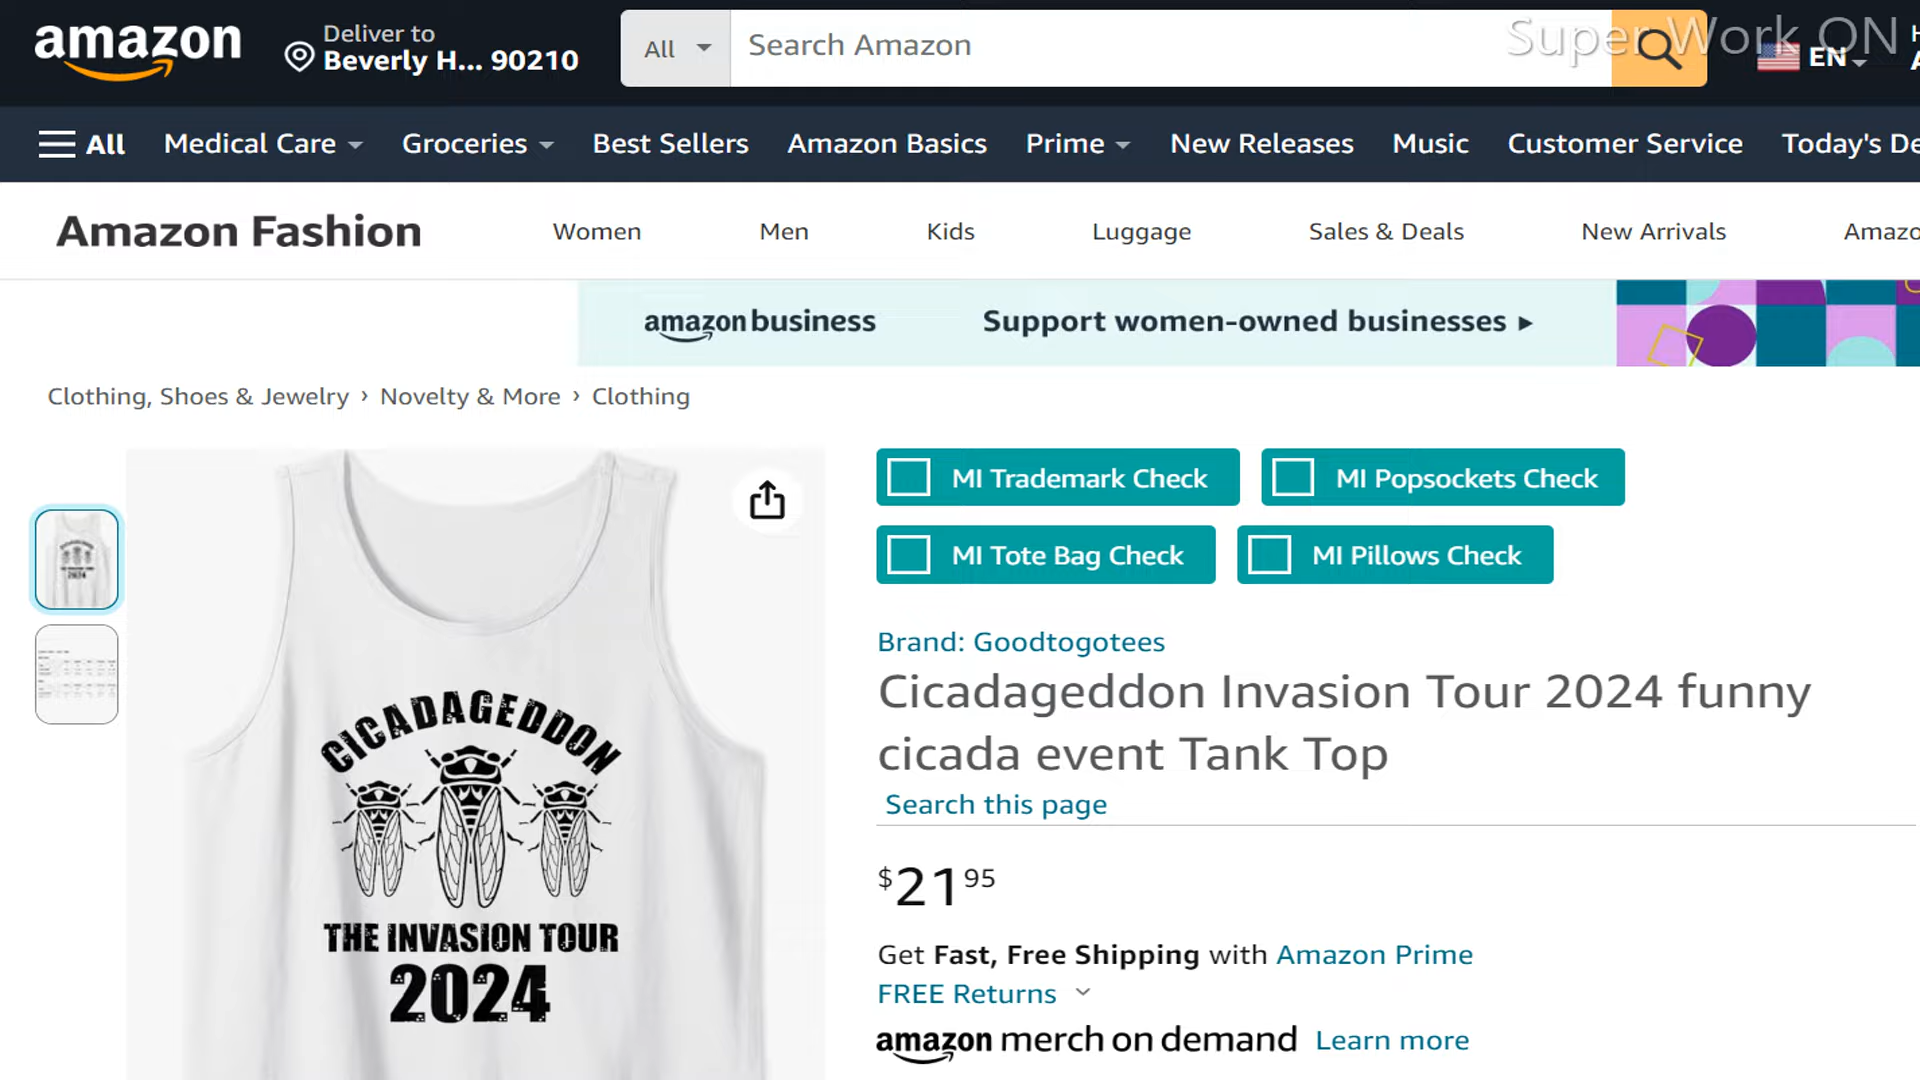 amazon
Deliver to
Beverly H... 90210
All
Search Amazon
Super Work ON
EN
All
Medical Care
Groceries
Best Sellers
Amazon Basics
Prime
New Releases
Music
Customer Service
Today's De
Amazon Fashion
Women
Men
Kids
Luggage
Sales & Deals
New Arrivals
Amazo
amazon business
Support women-owned businesses ▸
Clothing, Shoes & Jewelry › Novelty & More › Clothing
MI Trademark Check
MI Popsockets Check
MI Tote Bag Check
MI Pillows Check
Brand: Goodtogotees
Cicadageddon Invasion Tour 2024 funny
cicada event Tank Top
Search this page
$21 95
Get Fast, Free Shipping with Amazon Prime
FREE Returns
amazon merch on demand Learn more
CICADAGEDDON
THE INVASION TOUR
2024